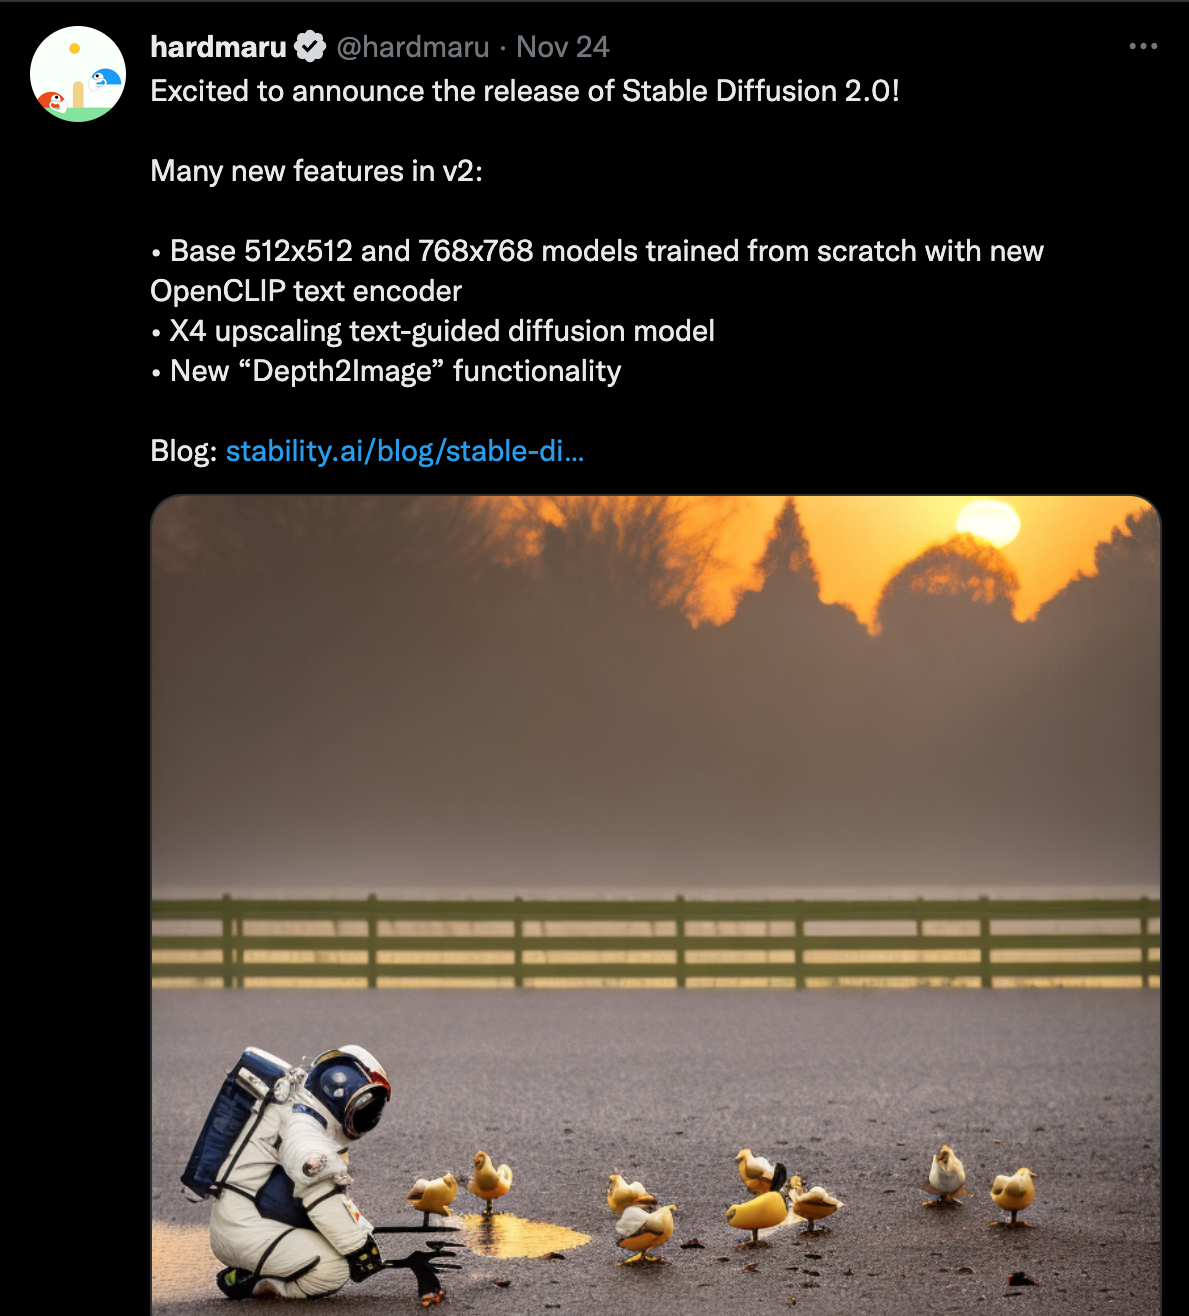 hardmaru @hardmaru · Nov 24
Excited to announce the release of Stable Diffusion 2.0!
Many new features in v2:
• Base 512x512 and 768x768 models trained from scratch with new
OpenCLIP text encoder
• X4 upscaling text-guided diffusion model
• New “Depth2Image” functionality
Blog: stability.ai/blog/stable-di...